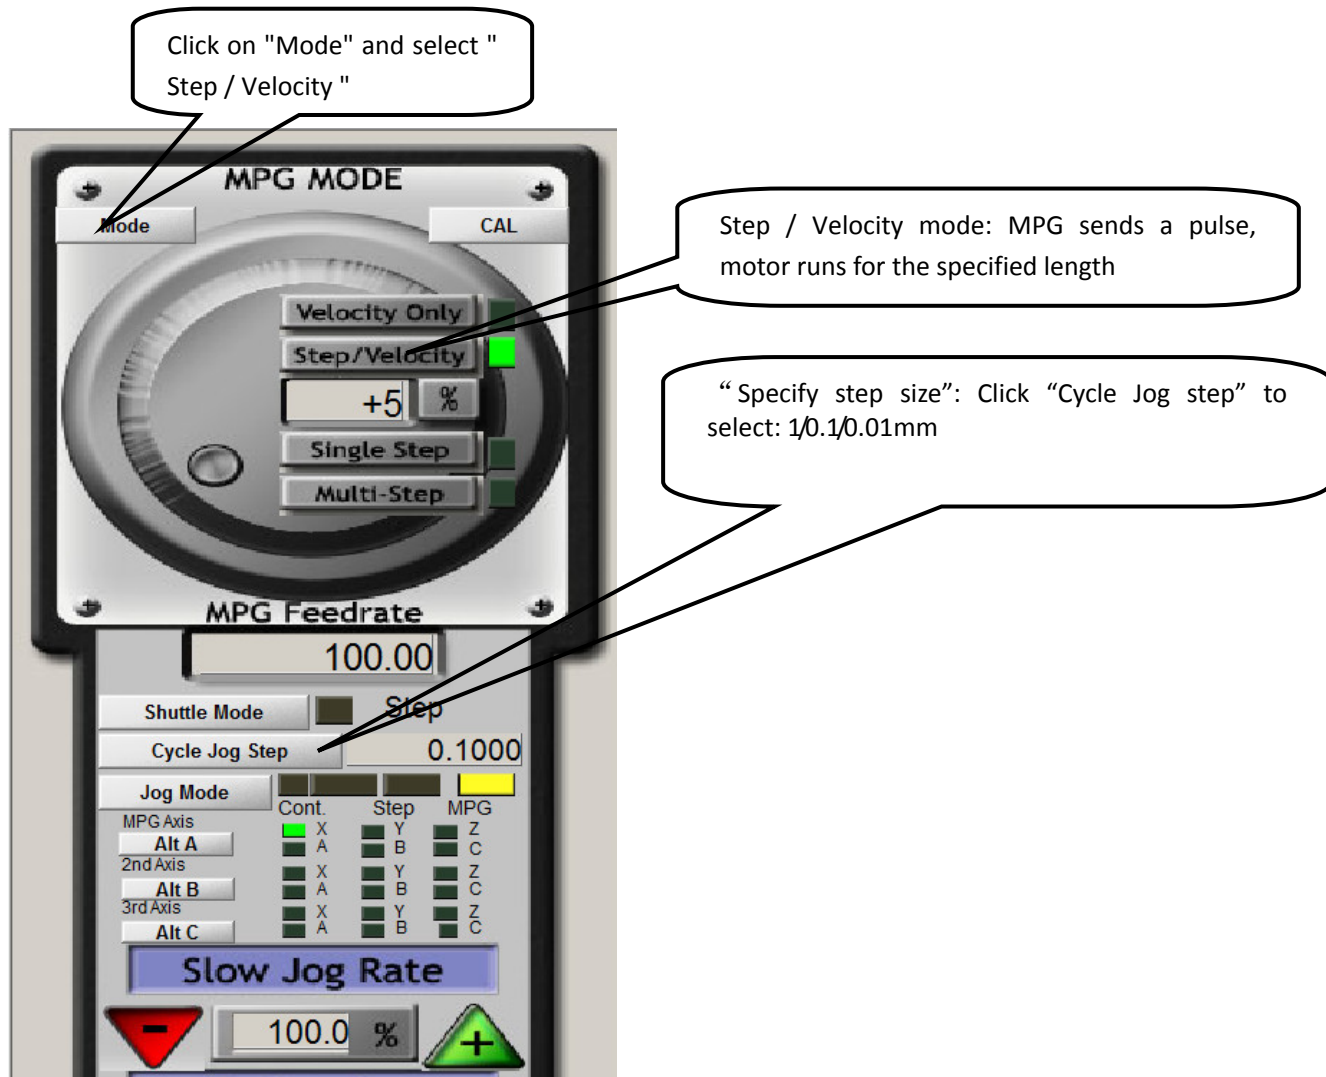 Click on "Mode" and select "
Step / Velocity "
MPG MODE
Mode
CAL
Step / Velocity mode: MPG sends a pulse,
motor runs for the specified length
Velocity Only
Step/Velocity
+5 %
Single Step
Multi-Step
“Specify step size”: Click “Cycle Jog step” to
select: 1/0.1/0.01mm
MPG Feedrate
100.00
Shuttle Mode
Step
Cycle Jog Step
0.1000
Jog Mode
Cont. Step MPG
MPG Axis
X Y Z
Alt A
A B C
2nd Axis
X Y Z
Alt B
A B C
3rd Axis
X Y Z
Alt C
A B C
Slow Jog Rate
- 100.0 % +